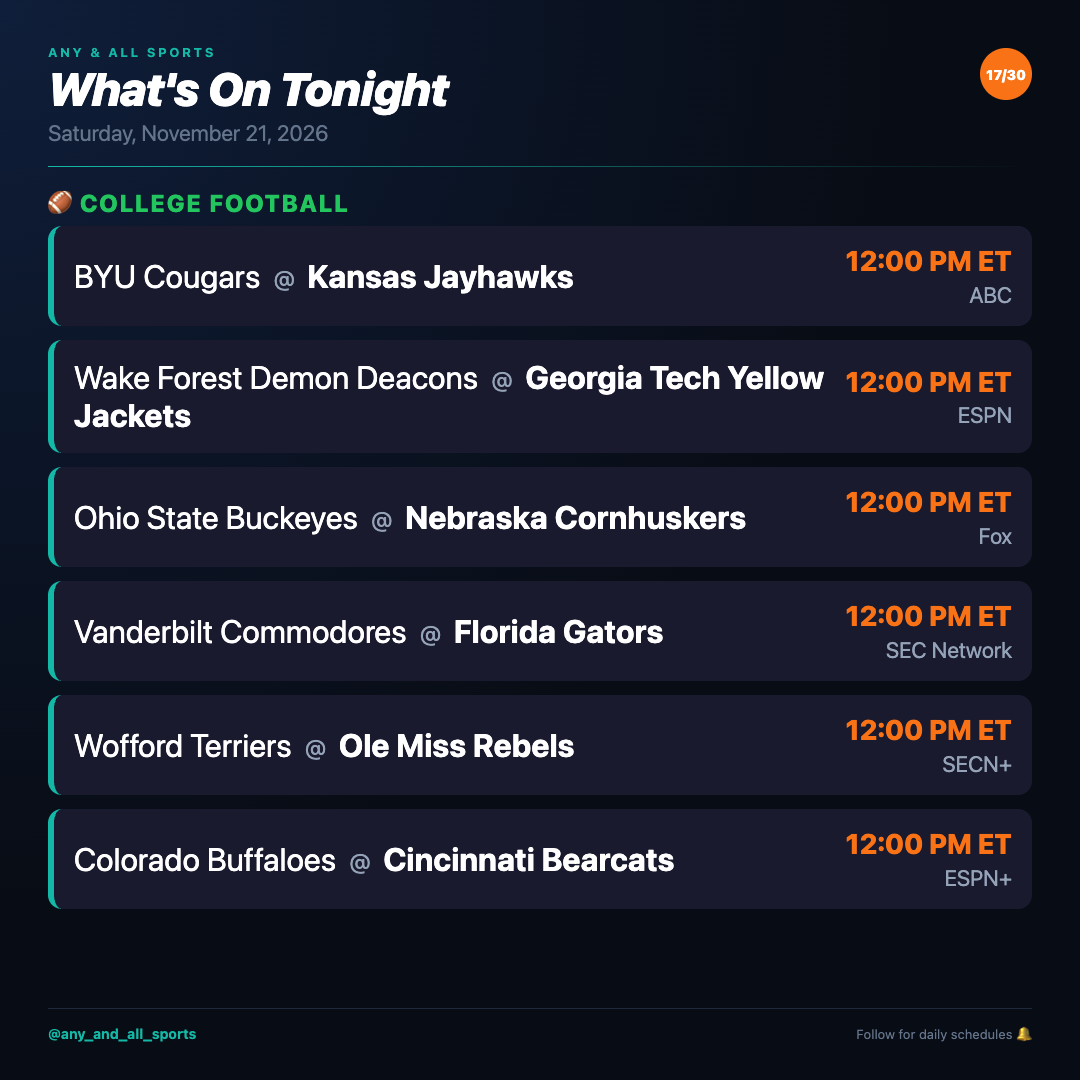 ANY & ALL SPORTS
What's On Tonight
17/30
Saturday, November 21, 2026
🏈 COLLEGE FOOTBALL
BYU Cougars @ Kansas Jayhawks
12:00 PM ET
ABC
Wake Forest Demon Deacons @ Georgia Tech Yellow
Jackets
12:00 PM ET
ESPN
Ohio State Buckeyes @ Nebraska Cornhuskers
12:00 PM ET
Fox
Vanderbilt Commodores @ Florida Gators
12:00 PM ET
SEC Network
Wofford Terriers @ Ole Miss Rebels
12:00 PM ET
SECN+
Colorado Buffaloes @ Cincinnati Bearcats
12:00 PM ET
ESPN+
@any_and_all_sports
Follow for daily schedules 🔔